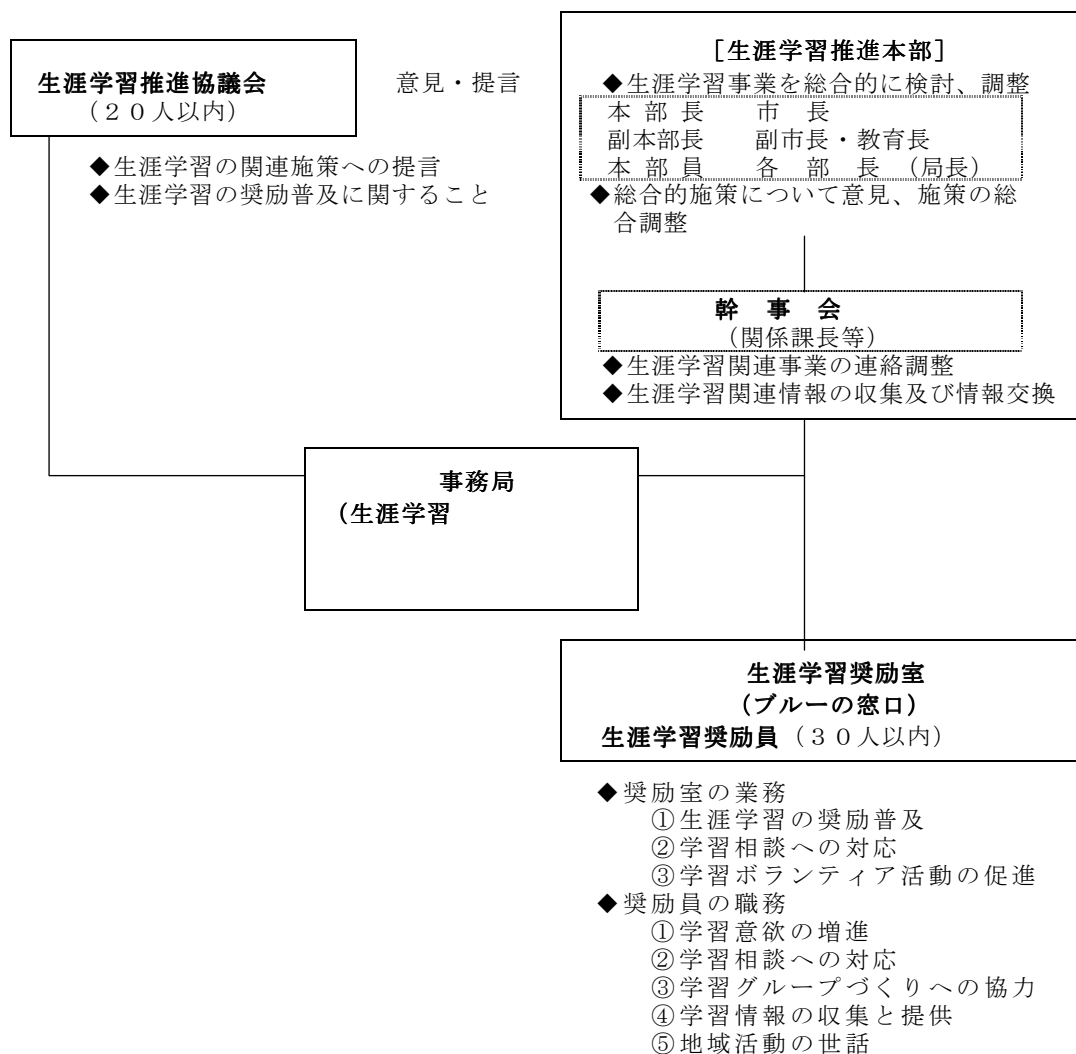 生涯学習推進協議会
(20人以内)
意見・提言
◆生涯学習の関連施策への提言
◆生涯学習の奨励普及に関すること
[生涯学習推進本部]
◆生涯学習事業を総合的に検討、調整
本部長 市長
副本部長 副市長・教育長
本部員 各部長(局長)
◆総合的施策について意見、施策の総
合調整
幹事会
(関係課長等)
◆生涯学習関連事業の連絡調整
◆生涯学習関連情報の収集及び情報交換
事務局
(生涯学習
生涯学習奨励室
(ブルーの窓口)
生涯学習奨励員(30人以内)
◆奨励室の業務
①生涯学習の奨励普及
②学習相談への対応
③学習ボランティア活動の促進
◆奨励員の職務
①学習意欲の増進
②学習相談への対応
③学習グループづくりへの協力
④学習情報の収集と提供
⑤地域活動の世話